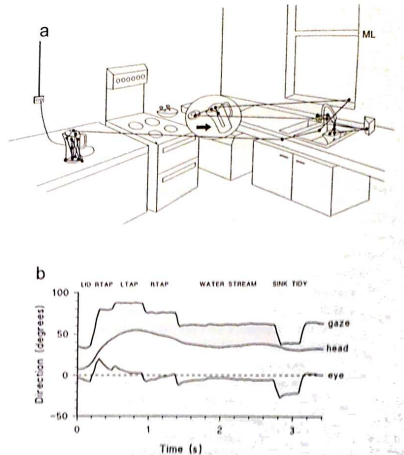 a
ML
b
LID RTAP LTAP RTAP WATER STREAM SINK TIDY
100
50
0
-50
Direction (degrees)
gaze
head
eye
0 1 2 3
Time (s)